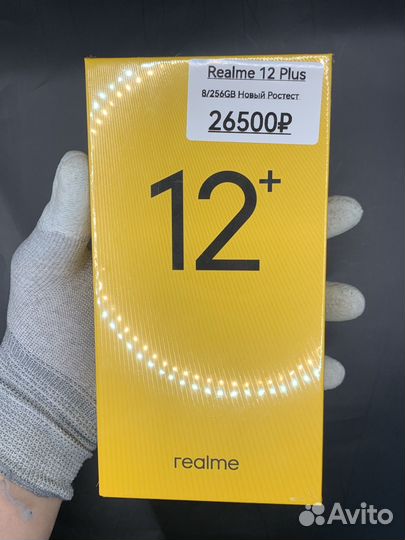 Realme 12 Plus
8/256GB Новый Ростест
26500₽
12+
realme
Avito